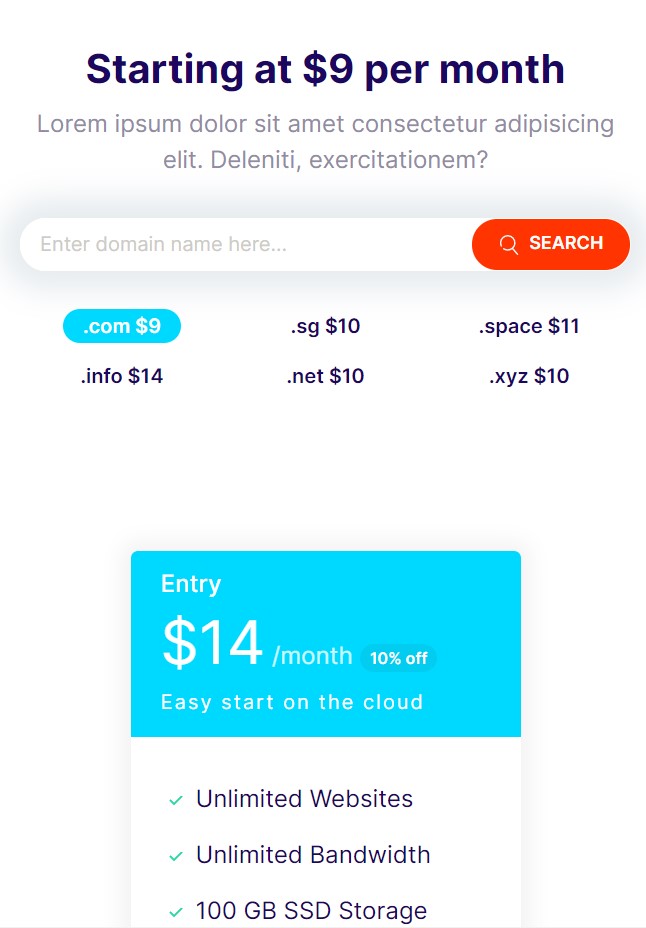 Starting at $9 per month
Lorem ipsum dolor sit amet consectetur adipisicing
elit. Deleniti, exercitationem?
Enter domain name here...
SEARCH
.com $9 .sg $10 .space $11
.info $14 .net $10 .xyz $10
Entry
$14 /month 10% off
Easy start on the cloud
Unlimited Websites
Unlimited Bandwidth
100 GB SSD Storage